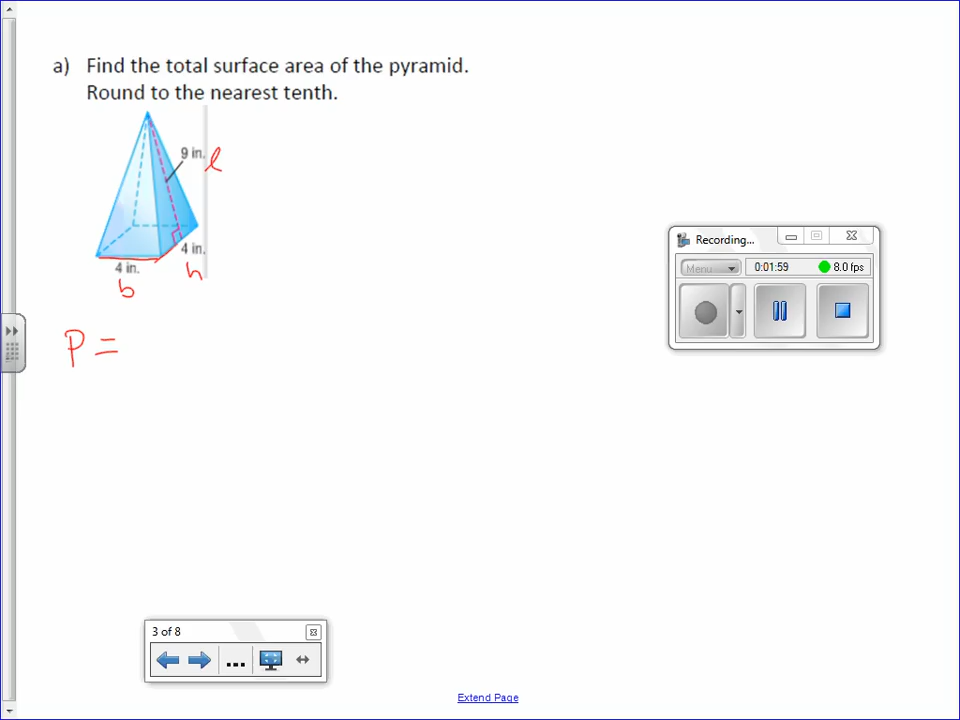 a) Find the total surface area of the pyramid.
Round to the nearest tenth.
9 in. l
4 in.
h
4 in.
b
P =
Recording...
Menu
0:01:59
8.0 fps
3 of 8
...
Extend Page